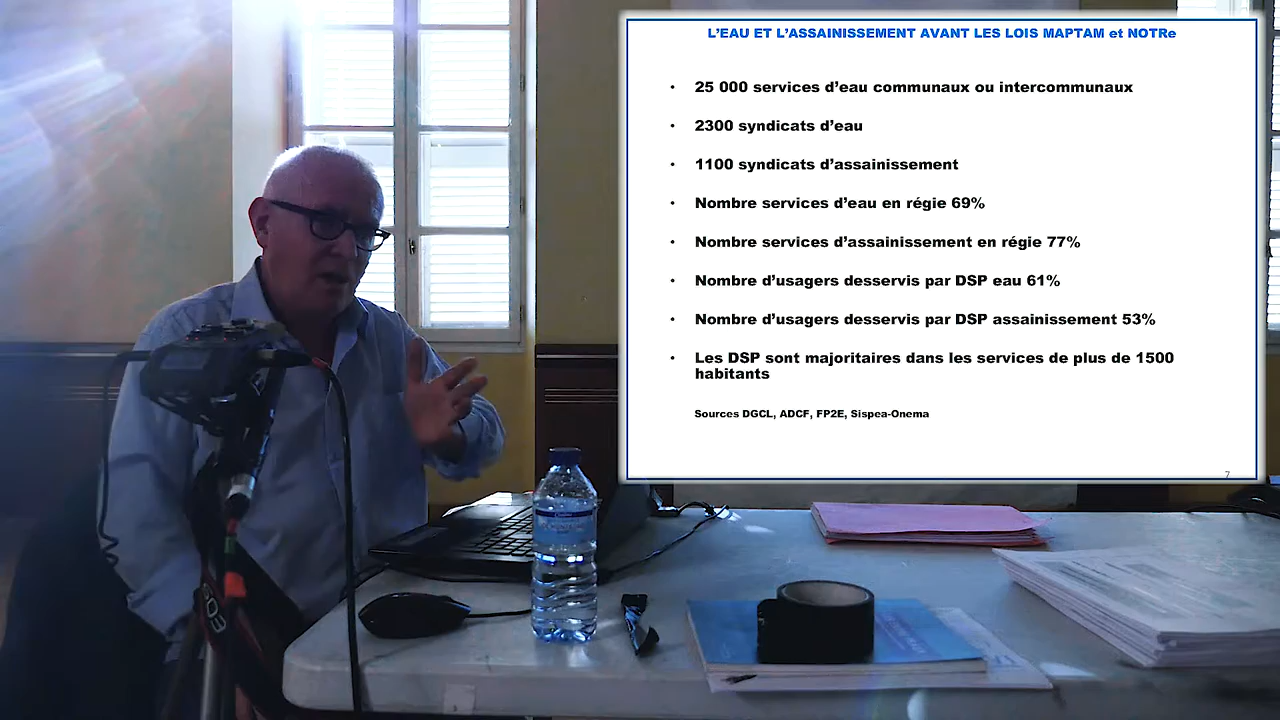 L'EAU ET L'ASSAINISSEMENT AVANT LES LOIS MAPTAM et NOTRe
• 25 000 services d'eau communaux ou intercommunaux
• 2300 syndicats d'eau
• 1100 syndicats d'assainissement
• Nombre services d'eau en régie 69%
• Nombre services d'assainissement en régie 77%
• Nombre d'usagers desservis par DSP eau 61%
• Nombre d'usagers desservis par DSP assainissement 53%
• Les DSP sont majoritaires dans les services de plus de 1500
habitants
Sources DGCL, ADCF, FP2E, Sispea-Onema
7